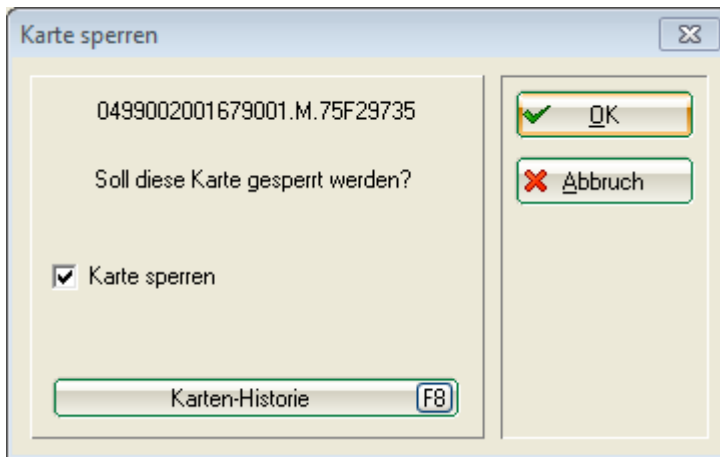 Karte sperren
0499002001679001.M.75F29735
Soll diese Karte gesperrt werden?
Karte sperren
Karten-Historie F8
OK
Abbruch